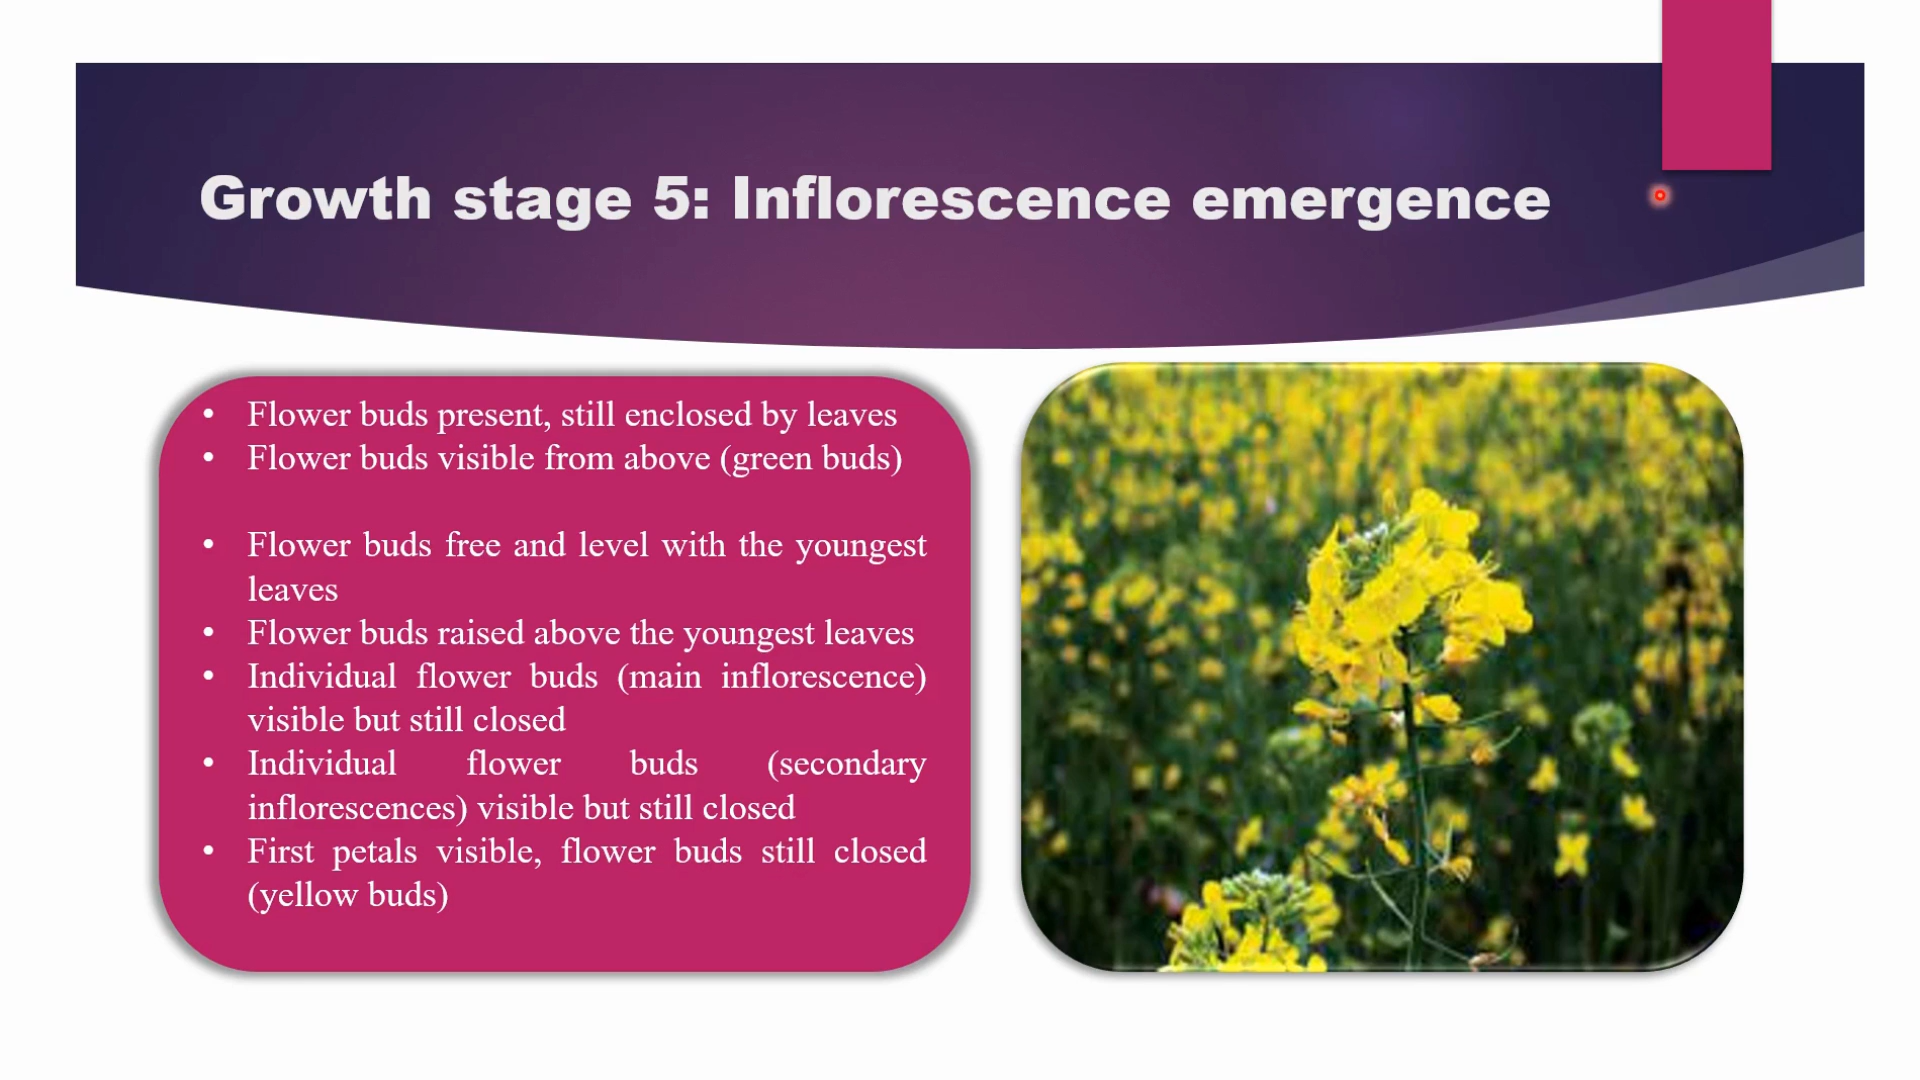 Growth stage 5: Inflorescence emergence
• Flower buds present, still enclosed by leaves
• Flower buds visible from above (green buds)
• Flower buds free and level with the youngest
leaves
• Flower buds raised above the youngest leaves
• Individual flower buds (main inflorescence)
visible but still closed
• Individual flower buds (secondary
inflorescences) visible but still closed
• First petals visible, flower buds still closed
(yellow buds)